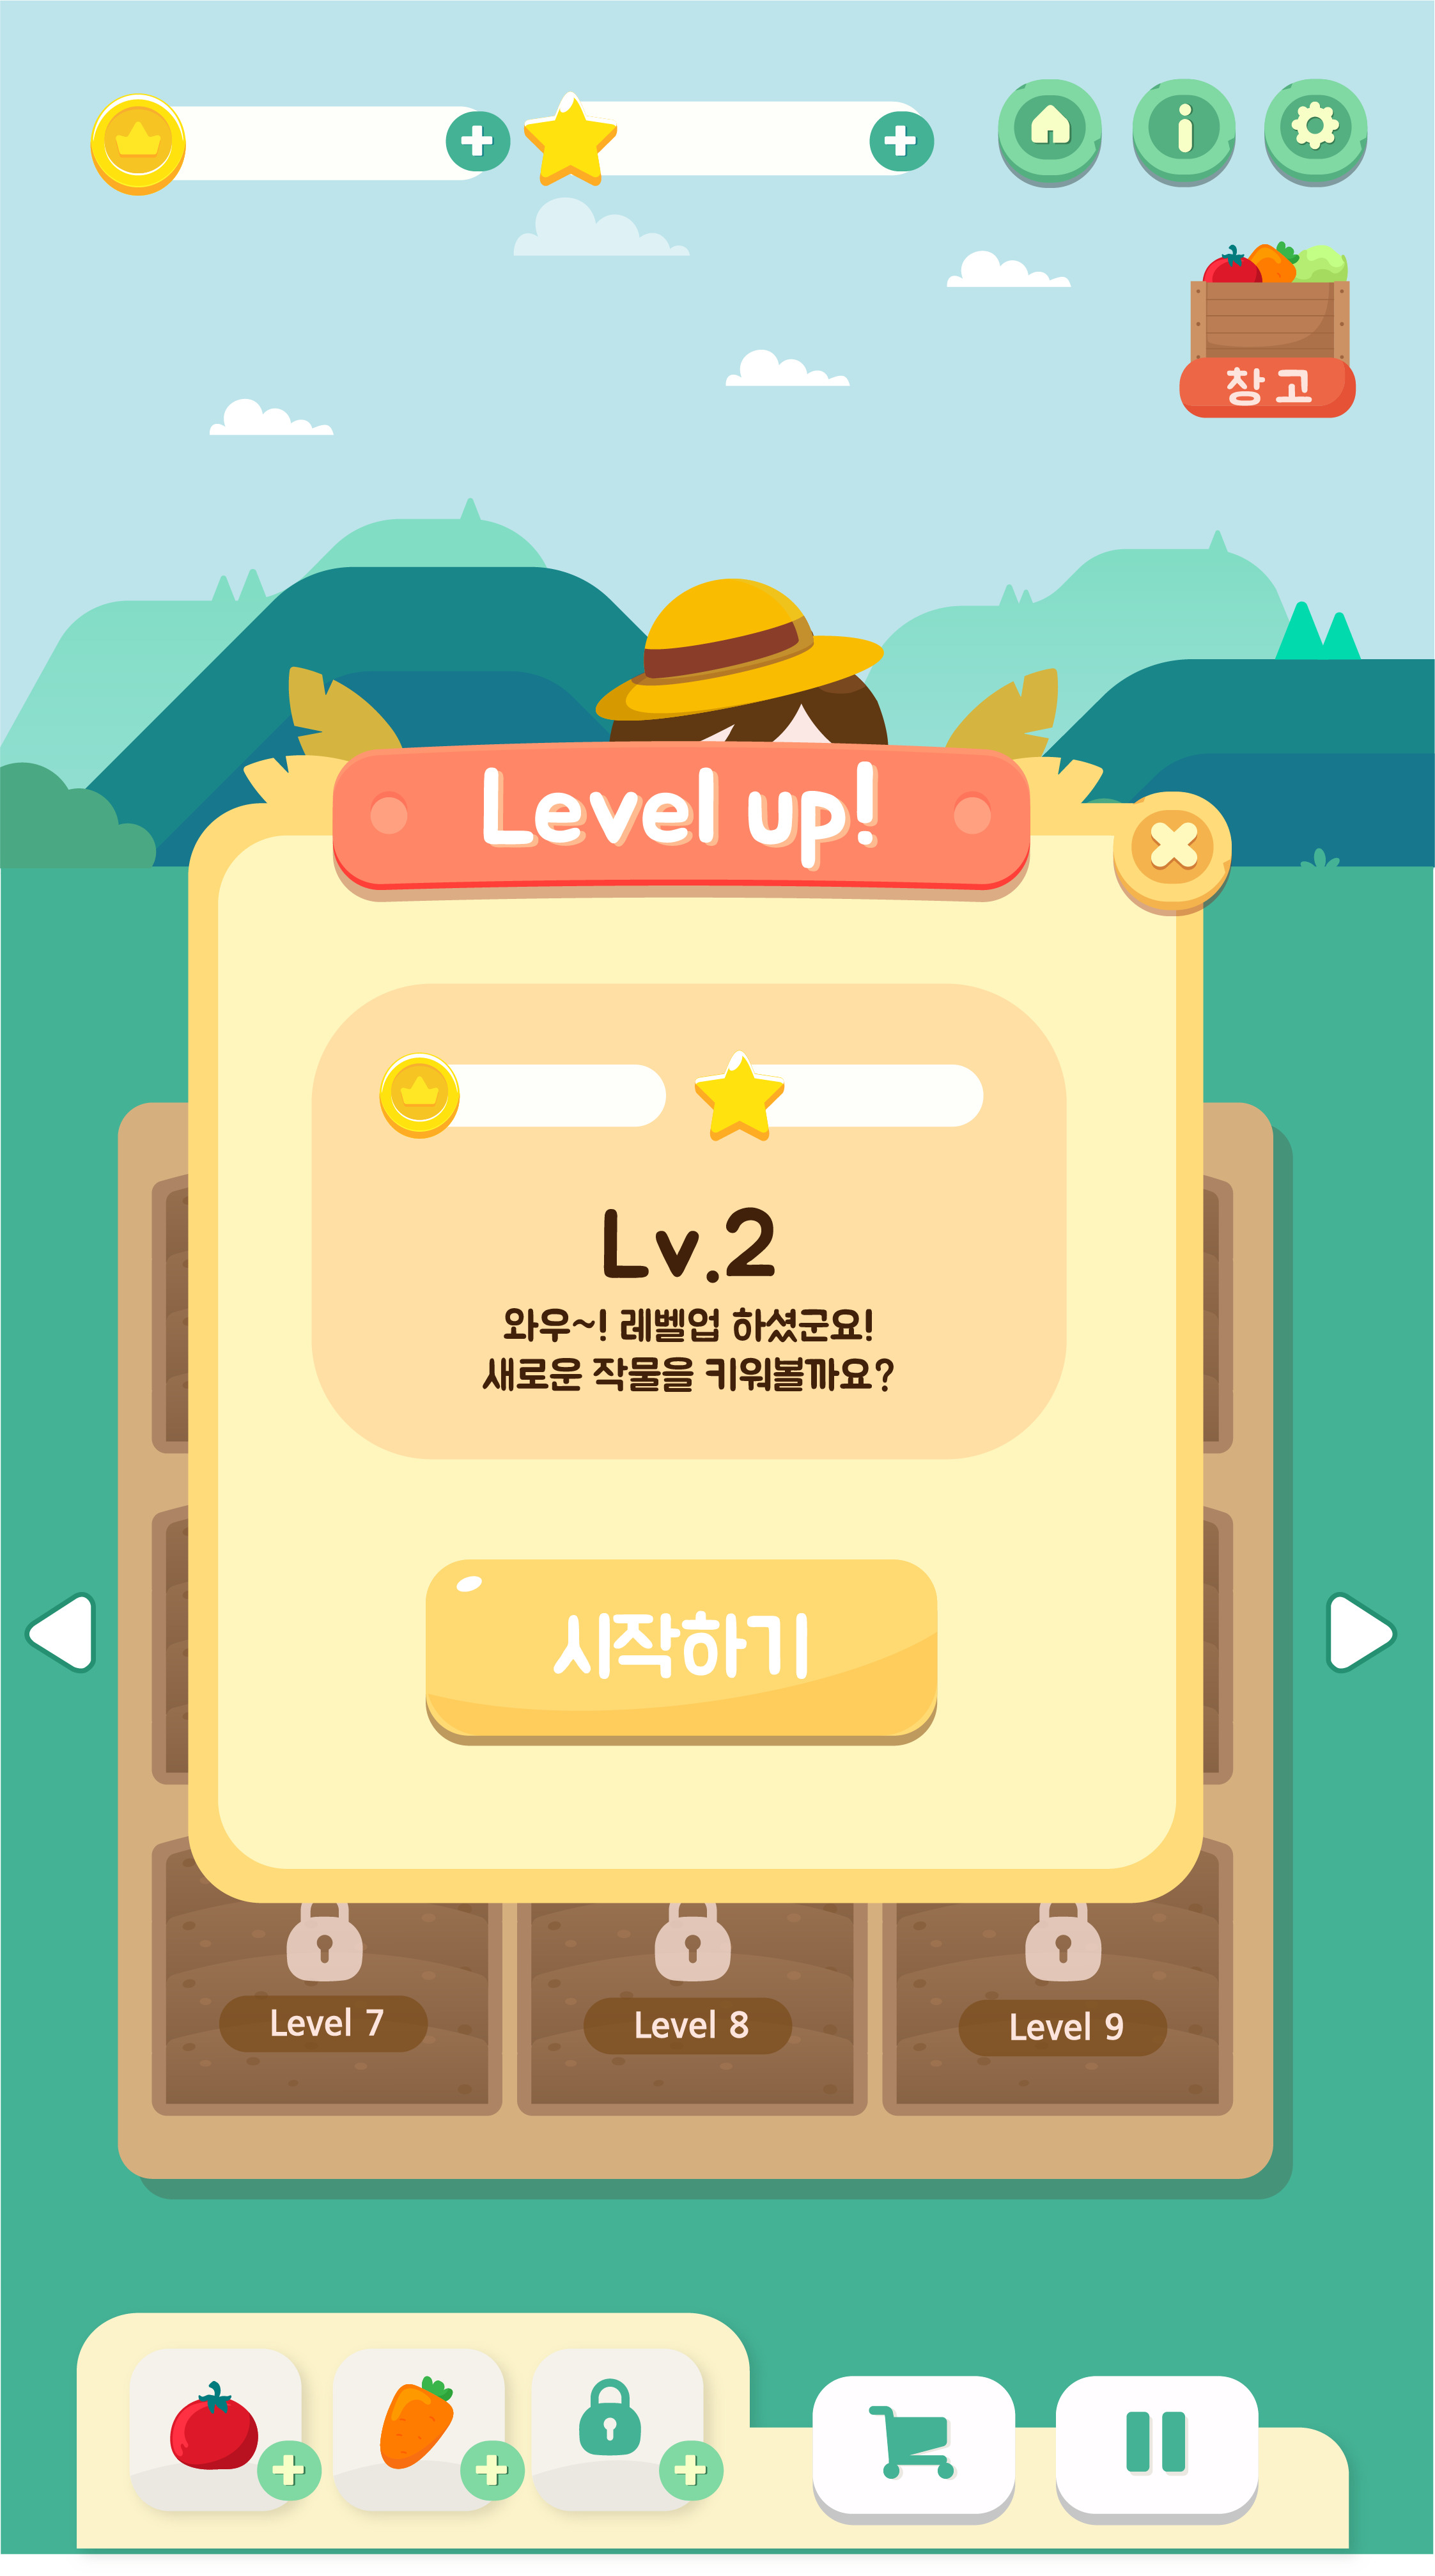 창고
Level up!
Lv.2
와우~! 레벨업 하셨군요!
새로운 작물을 키워볼까요?
시작하기
Level 7
Level 8
Level 9